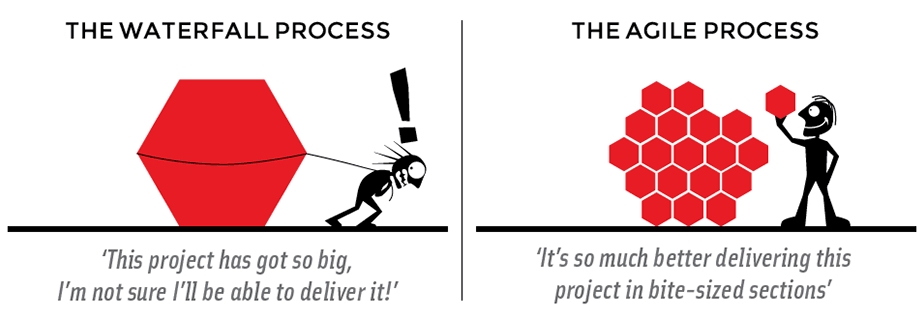 THE WATERFALL PROCESS
‘This project has got so big,
I’m not sure I’ll be able to deliver it!’
THE AGILE PROCESS
‘It’s so much better delivering this
project in bite-sized sections’